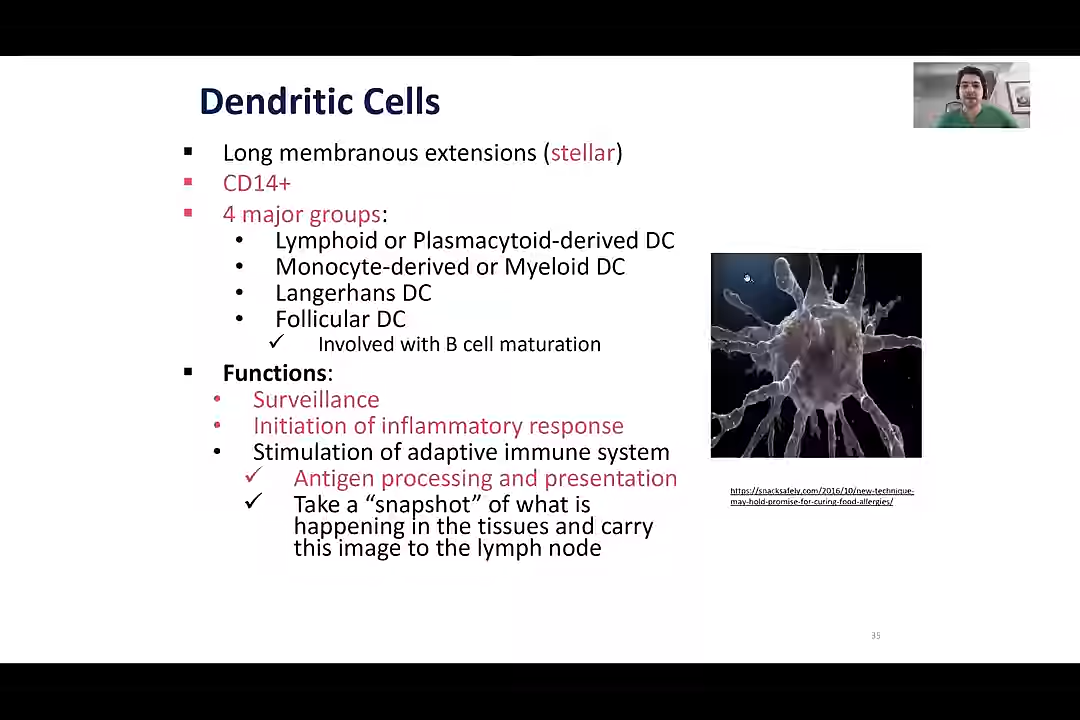 Dendritic Cells
▪ Long membranous extensions (stellar)
▪ CD14+
▪ 4 major groups:
• Lymphoid or Plasmacytoid-derived DC
• Monocyte-derived or Myeloid DC
• Langerhans DC
• Follicular DC
✓ Involved with B cell maturation
▪ Functions:
• Surveillance
• Initiation of inflammatory response
• Stimulation of adaptive immune system
✓ Antigen processing and presentation
✓ Take a “snapshot” of what is
happening in the tissues and carry
this image to the lymph node
https://snacksafely.com/2016/10/new-technique-
may-hold-promise-for-curing-food-allergies/
35